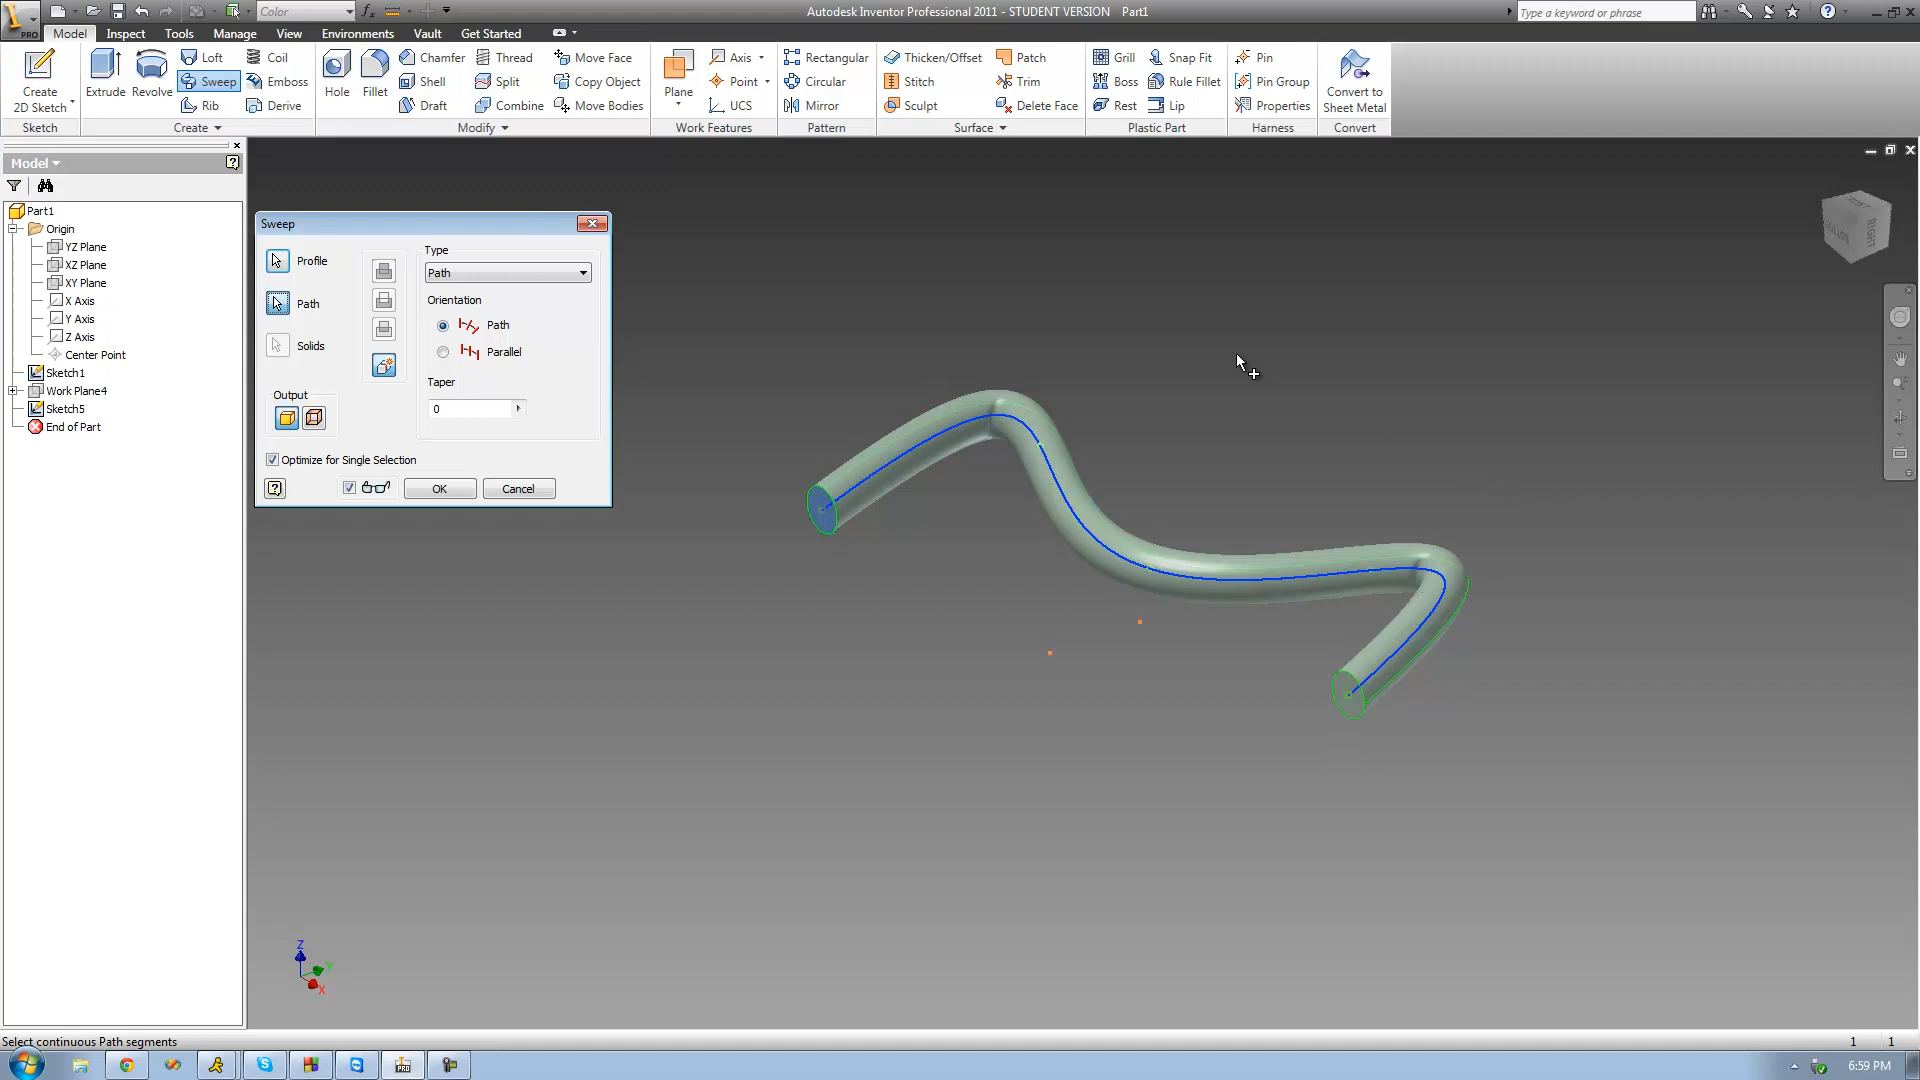 Color
Autodesk Inventor Professional 2011 - STUDENT VERSION Part1
Type a keyword or phrase
PRO
Model Inspect Tools Manage View Environments Vault Get Started
Create 2D Sketch
Extrude Revolve
Loft Coil
Sweep Emboss
Rib Derive
Hole Fillet
Chamfer Thread Move Face
Shell Split Copy Object
Draft Combine Move Bodies
Plane
Axis
Point
UCS
Rectangular
Circular
Mirror
Thicken/Offset Patch
Stitch Trim
Sculpt Delete Face
Grill Snap Fit
Boss Rule Fillet
Rest Lip
Pin
Pin Group
Properties
Convert to Sheet Metal
Sketch Create Modify Work Features Pattern Surface Plastic Part Harness Convert
Model
Part1
Origin
YZ Plane
XZ Plane
XY Plane
X Axis
Y Axis
Z Axis
Center Point
Sketch1
Work Plane4
Sketch5
End of Part
Sweep
Profile
Path
Solids
Output
Type
Path
Orientation
Path
Parallel
Taper
0
Optimize for Single Selection
OK Cancel
FRONT
BOTTOM
RIGHT
Z
Y
X
Select continuous Path segments
1 1
PRO
6:59 PM